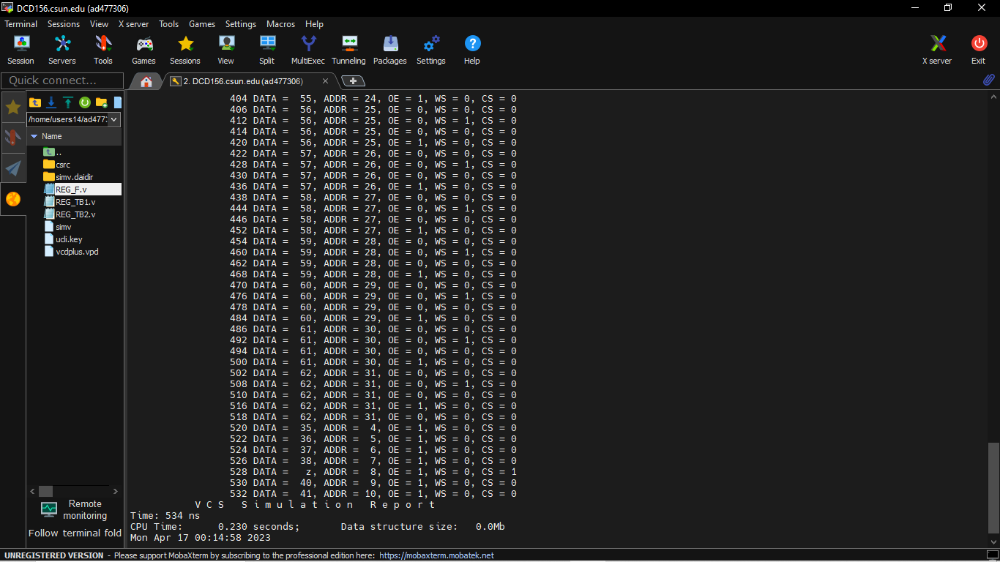 DCD156.csun.edu (ad477306)
Terminal Sessions View X server Tools Games Settings Macros Help
Session Servers Tools Games Sessions View Split MultiExec Tunneling Packages Settings Help X server Exit
Quick connect...
2. DCD156.csun.edu (ad477306)
/home/users14/ad477
Name
..
csrc
simv.daidir
REG_F.v
REG_TB1.v
REG_TB2.v
simv
ucli.key
vcdplus.vpd
Remote
monitoring
Follow terminal fold
404 DATA =  55, ADDR = 24, OE = 1, WS = 0, CS = 0
406 DATA =  56, ADDR = 25, OE = 0, WS = 0, CS = 0
412 DATA =  56, ADDR = 25, OE = 0, WS = 1, CS = 0
414 DATA =  56, ADDR = 25, OE = 0, WS = 0, CS = 0
420 DATA =  56, ADDR = 25, OE = 1, WS = 0, CS = 0
422 DATA =  57, ADDR = 26, OE = 0, WS = 0, CS = 0
428 DATA =  57, ADDR = 26, OE = 0, WS = 1, CS = 0
430 DATA =  57, ADDR = 26, OE = 0, WS = 0, CS = 0
436 DATA =  57, ADDR = 26, OE = 1, WS = 0, CS = 0
438 DATA =  58, ADDR = 27, OE = 0, WS = 0, CS = 0
444 DATA =  58, ADDR = 27, OE = 0, WS = 1, CS = 0
446 DATA =  58, ADDR = 27, OE = 0, WS = 0, CS = 0
452 DATA =  58, ADDR = 27, OE = 1, WS = 0, CS = 0
454 DATA =  59, ADDR = 28, OE = 0, WS = 0, CS = 0
460 DATA =  59, ADDR = 28, OE = 0, WS = 1, CS = 0
462 DATA =  59, ADDR = 28, OE = 0, WS = 0, CS = 0
468 DATA =  59, ADDR = 28, OE = 1, WS = 0, CS = 0
470 DATA =  60, ADDR = 29, OE = 0, WS = 0, CS = 0
476 DATA =  60, ADDR = 29, OE = 0, WS = 1, CS = 0
478 DATA =  60, ADDR = 29, OE = 0, WS = 0, CS = 0
484 DATA =  60, ADDR = 29, OE = 1, WS = 0, CS = 0
486 DATA =  61, ADDR = 30, OE = 0, WS = 0, CS = 0
492 DATA =  61, ADDR = 30, OE = 0, WS = 1, CS = 0
494 DATA =  61, ADDR = 30, OE = 0, WS = 0, CS = 0
500 DATA =  61, ADDR = 30, OE = 1, WS = 0, CS = 0
502 DATA =  62, ADDR = 31, OE = 0, WS = 0, CS = 0
508 DATA =  62, ADDR = 31, OE = 0, WS = 1, CS = 0
510 DATA =  62, ADDR = 31, OE = 0, WS = 0, CS = 0
516 DATA =  62, ADDR = 31, OE = 1, WS = 0, CS = 0
518 DATA =  62, ADDR = 31, OE = 0, WS = 0, CS = 0
520 DATA =  35, ADDR =  4, OE = 1, WS = 0, CS = 0
522 DATA =  36, ADDR =  5, OE = 1, WS = 0, CS = 0
524 DATA =  37, ADDR =  6, OE = 1, WS = 0, CS = 0
526 DATA =  38, ADDR =  7, OE = 1, WS = 0, CS = 0
528 DATA =   z, ADDR =  8, OE = 1, WS = 0, CS = 1
530 DATA =  40, ADDR =  9, OE = 1, WS = 0, CS = 0
532 DATA =  41, ADDR = 10, OE = 1, WS = 0, CS = 0
V C S   S i m u l a t i o n   R e p o r t
Time: 534 ns
CPU Time:      0.230 seconds;       Data structure size:   0.0Mb
Mon Apr 17 00:14:58 2023
UNREGISTERED VERSION - Please support MobaXterm by subscribing to the professional edition here: https://mobaxterm.mobatek.net